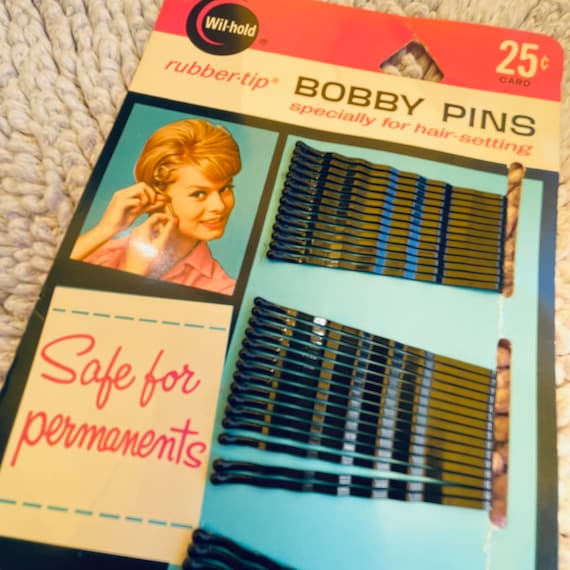 Wil-hold®
25¢
CARD
rubber-tip® BOBBY PINS
specially for hair-setting
Safe for
permanents